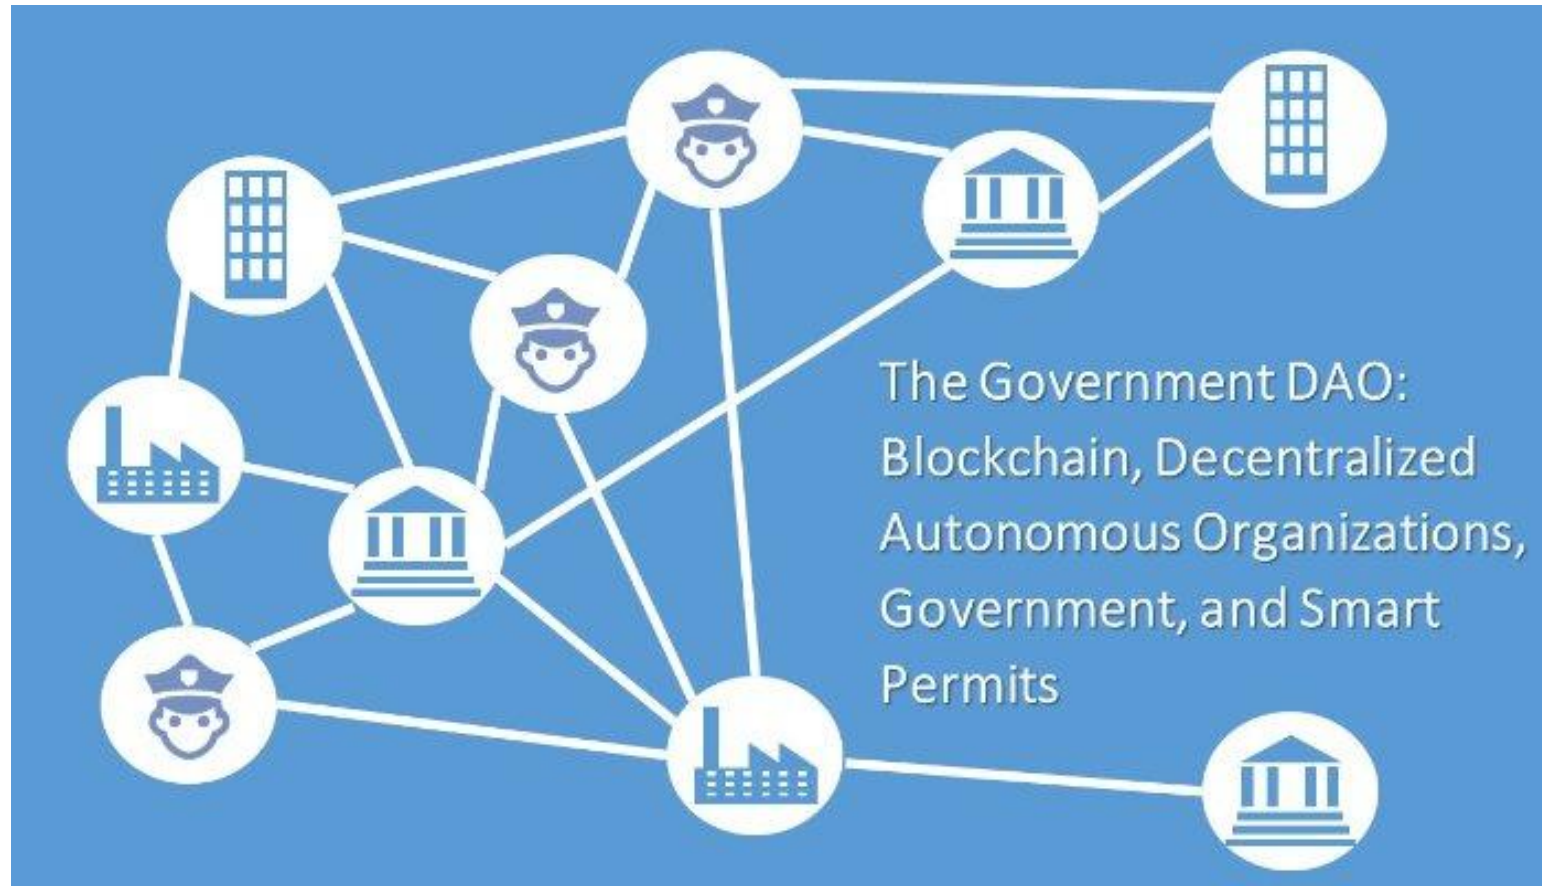 The Government DAO:
Blockchain, Decentralized
Autonomous Organizations,
Government, and Smart
Permits